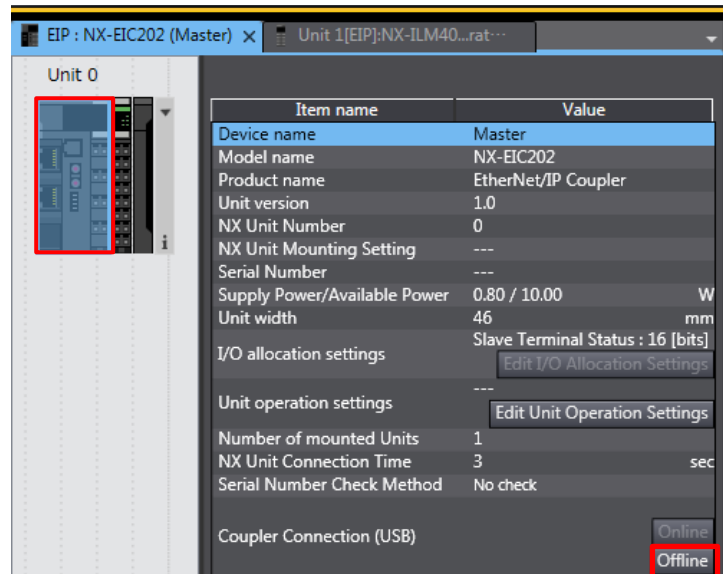 EIP : NX-EIC202 (Master) Unit 1[EIP]:NX-ILM40...rat...
Unit 0
Item name Value
Device name Master
Model name NX-EIC202
Product name EtherNet/IP Coupler
Unit version 1.0
NX Unit Number 0
NX Unit Mounting Setting ---
Serial Number ---
Supply Power/Available Power 0.80 / 10.00 W
Unit width 46 mm
I/O allocation settings Slave Terminal Status : 16 [bits]
Edit I/O Allocation Settings
Unit operation settings ---
Edit Unit Operation Settings
Number of mounted Units 1
NX Unit Connection Time 3 sec
Serial Number Check Method No check
Coupler Connection (USB) Online
Offline